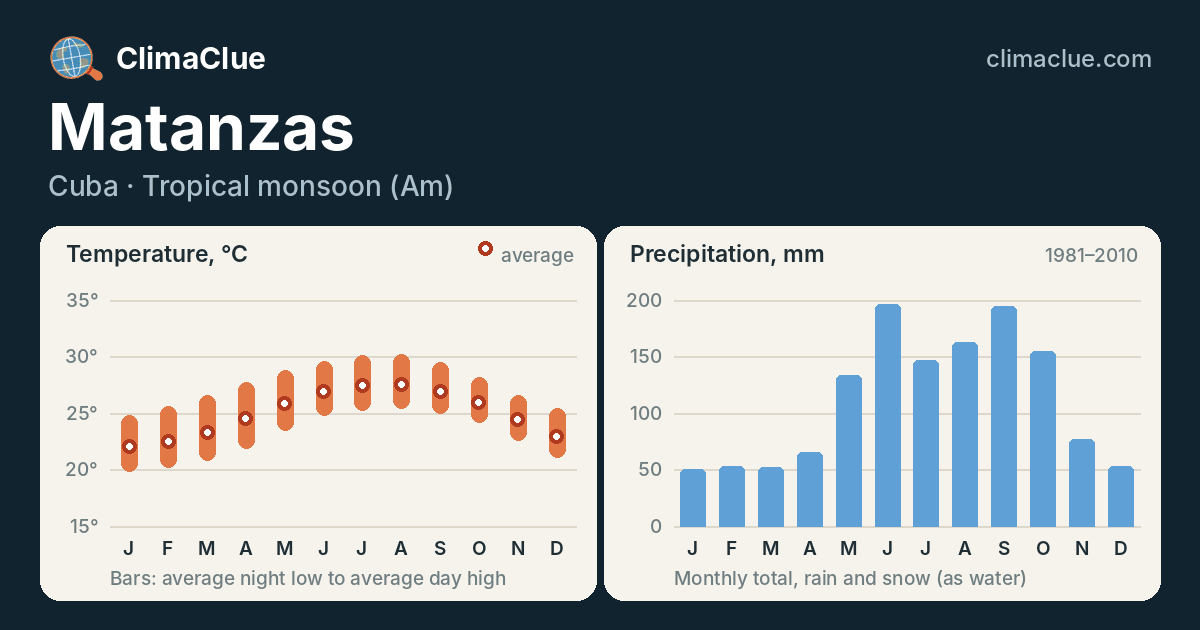 ClimaClue
climaclue.com
Matanzas
Cuba · Tropical monsoon (Am)
Temperature, °C
average
35°
30°
25°
20°
15°
J F M A M J J A S O N D
Bars: average night low to average day high
Precipitation, mm
1981–2010
200
150
100
50
0
J F M A M J J A S O N D
Monthly total, rain and snow (as water)